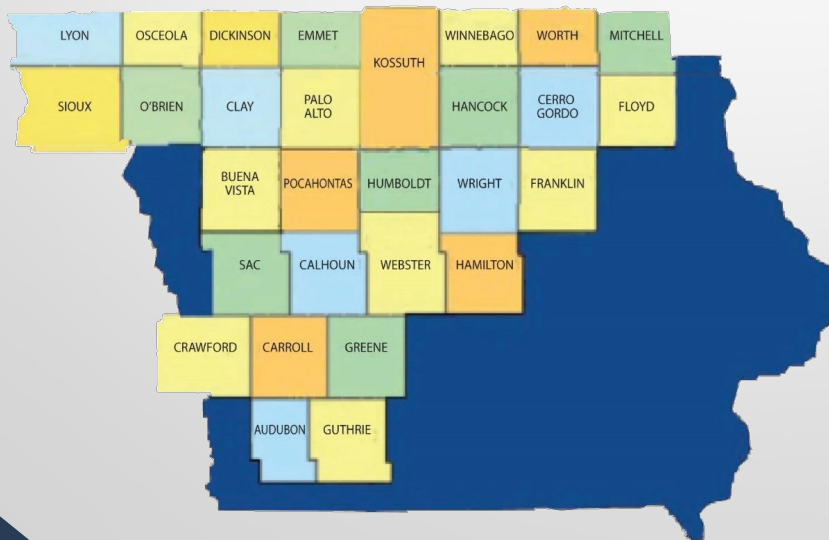 LYON
OSCEOLA
DICKINSON
EMMET
KOSSUTH
WINNEBAGO
WORTH
MITCHELL
SIOUX
O'BRIEN
CLAY
PALO
ALTO
HANCOCK
CERRO
GORDO
FLOYD
BUENA
VISTA
POCAHONTAS
HUMBOLDT
WRIGHT
FRANKLIN
SAC
CALHOUN
WEBSTER
HAMILTON
CRAWFORD
CARROLL
GREENE
AUDUBON
GUTHRIE